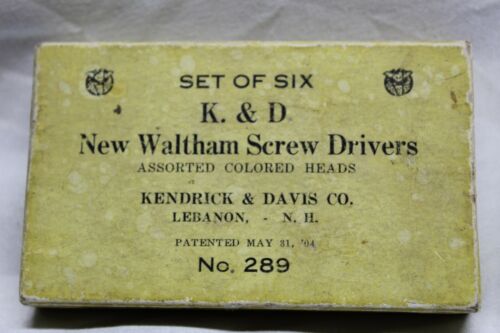 SET OF SIX
K. & D.
New Waltham Screw Drivers
ASSORTED COLORED HEADS
KENDRICK & DAVIS CO.
LEBANON, - N. H.
PATENTED MAY 31, '04
No. 289